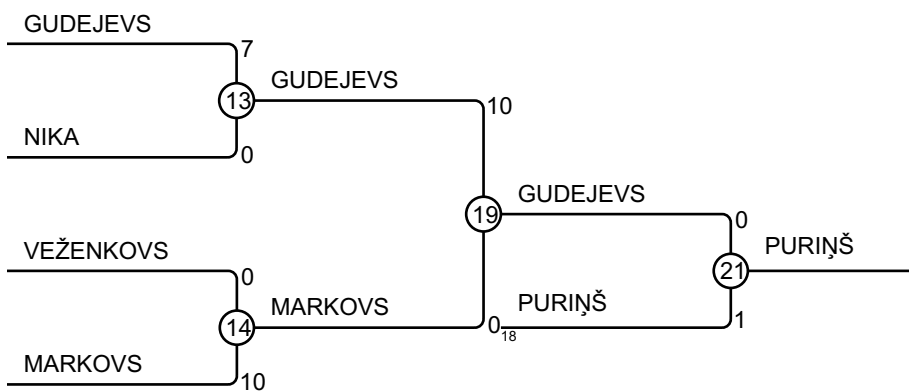 GUDEJEVS
7
13
GUDEJEVS
10
NIKA
0
19
GUDEJEVS
0
VEŽENKOVS
0
21
PURIŅŠ
14
MARKOVS
0
18
PURIŅŠ
1
MARKOVS
10